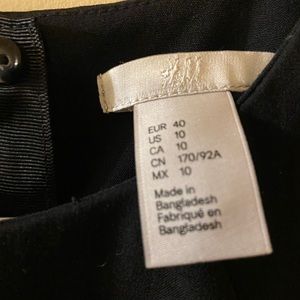 EUR 40
US 10
CA 10
CN 170/92A
MX 10
Made in
Bangladesh
Fabriqué en
Bangladesh